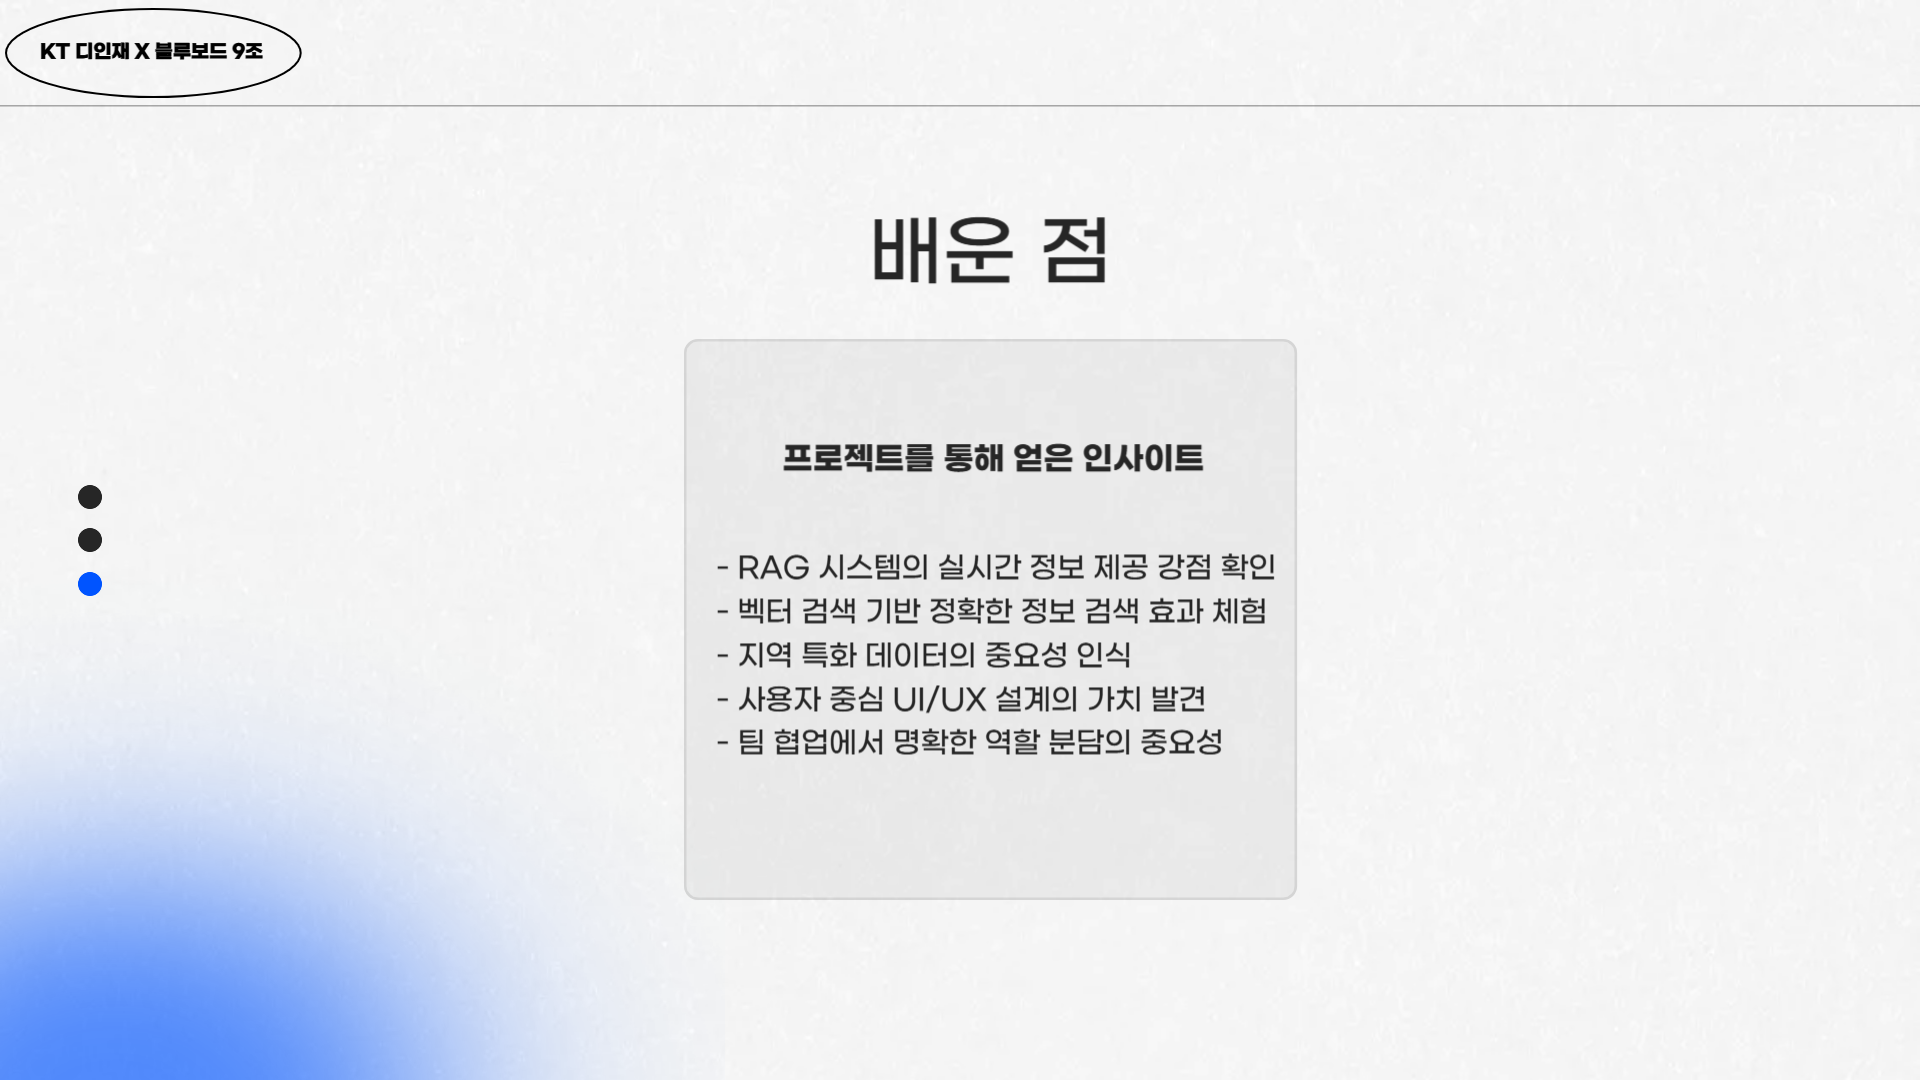 KT 디인재 X 블루보드 9조
배운 점
프로젝트를 통해 얻은 인사이트
- RAG 시스템의 실시간 정보 제공 강점 확인
- 벡터 검색 기반 정확한 정보 검색 효과 체험
- 지역 특화 데이터의 중요성 인식
- 사용자 중심 UI/UX 설계의 가치 발견
- 팀 협업에서 명확한 역할 분담의 중요성